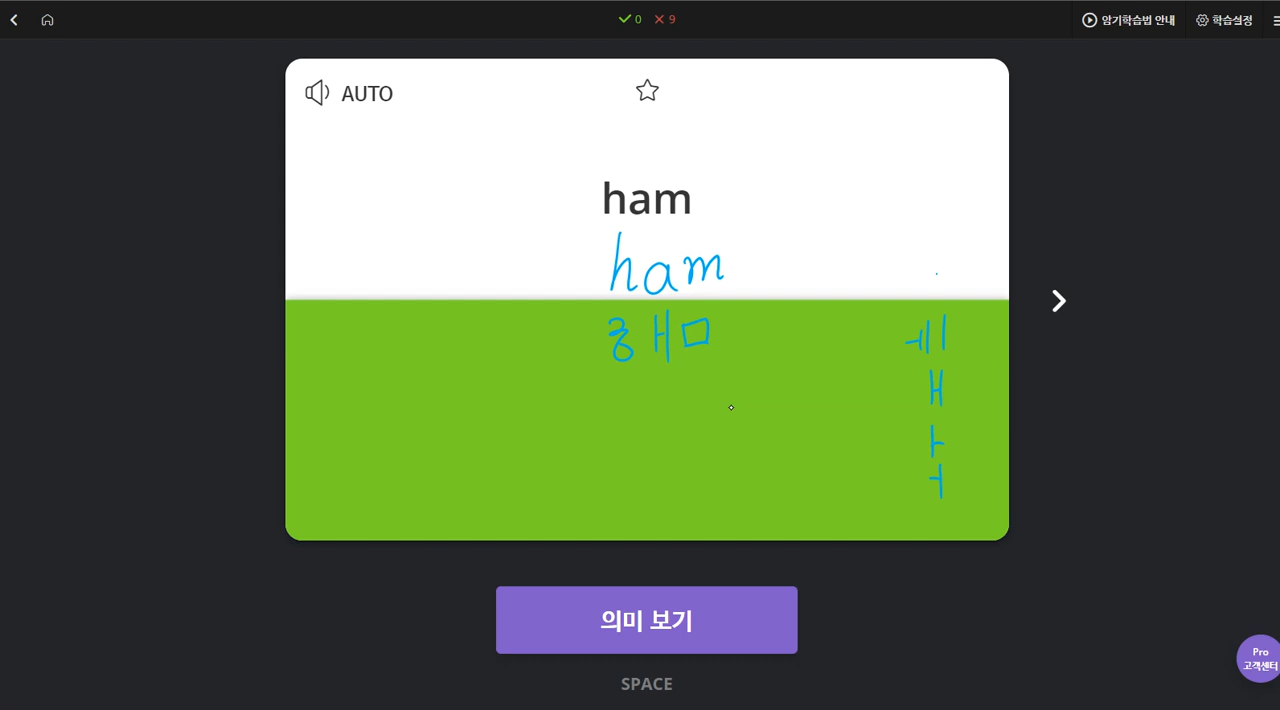 0 9 암기학습법 안내 학습설정
AUTO
ham
ham
ㅎㅐㅁ
ㅔ
ㅐ
ㅏ
ㅓ
의미 보기
SPACE
Pro
고객센터